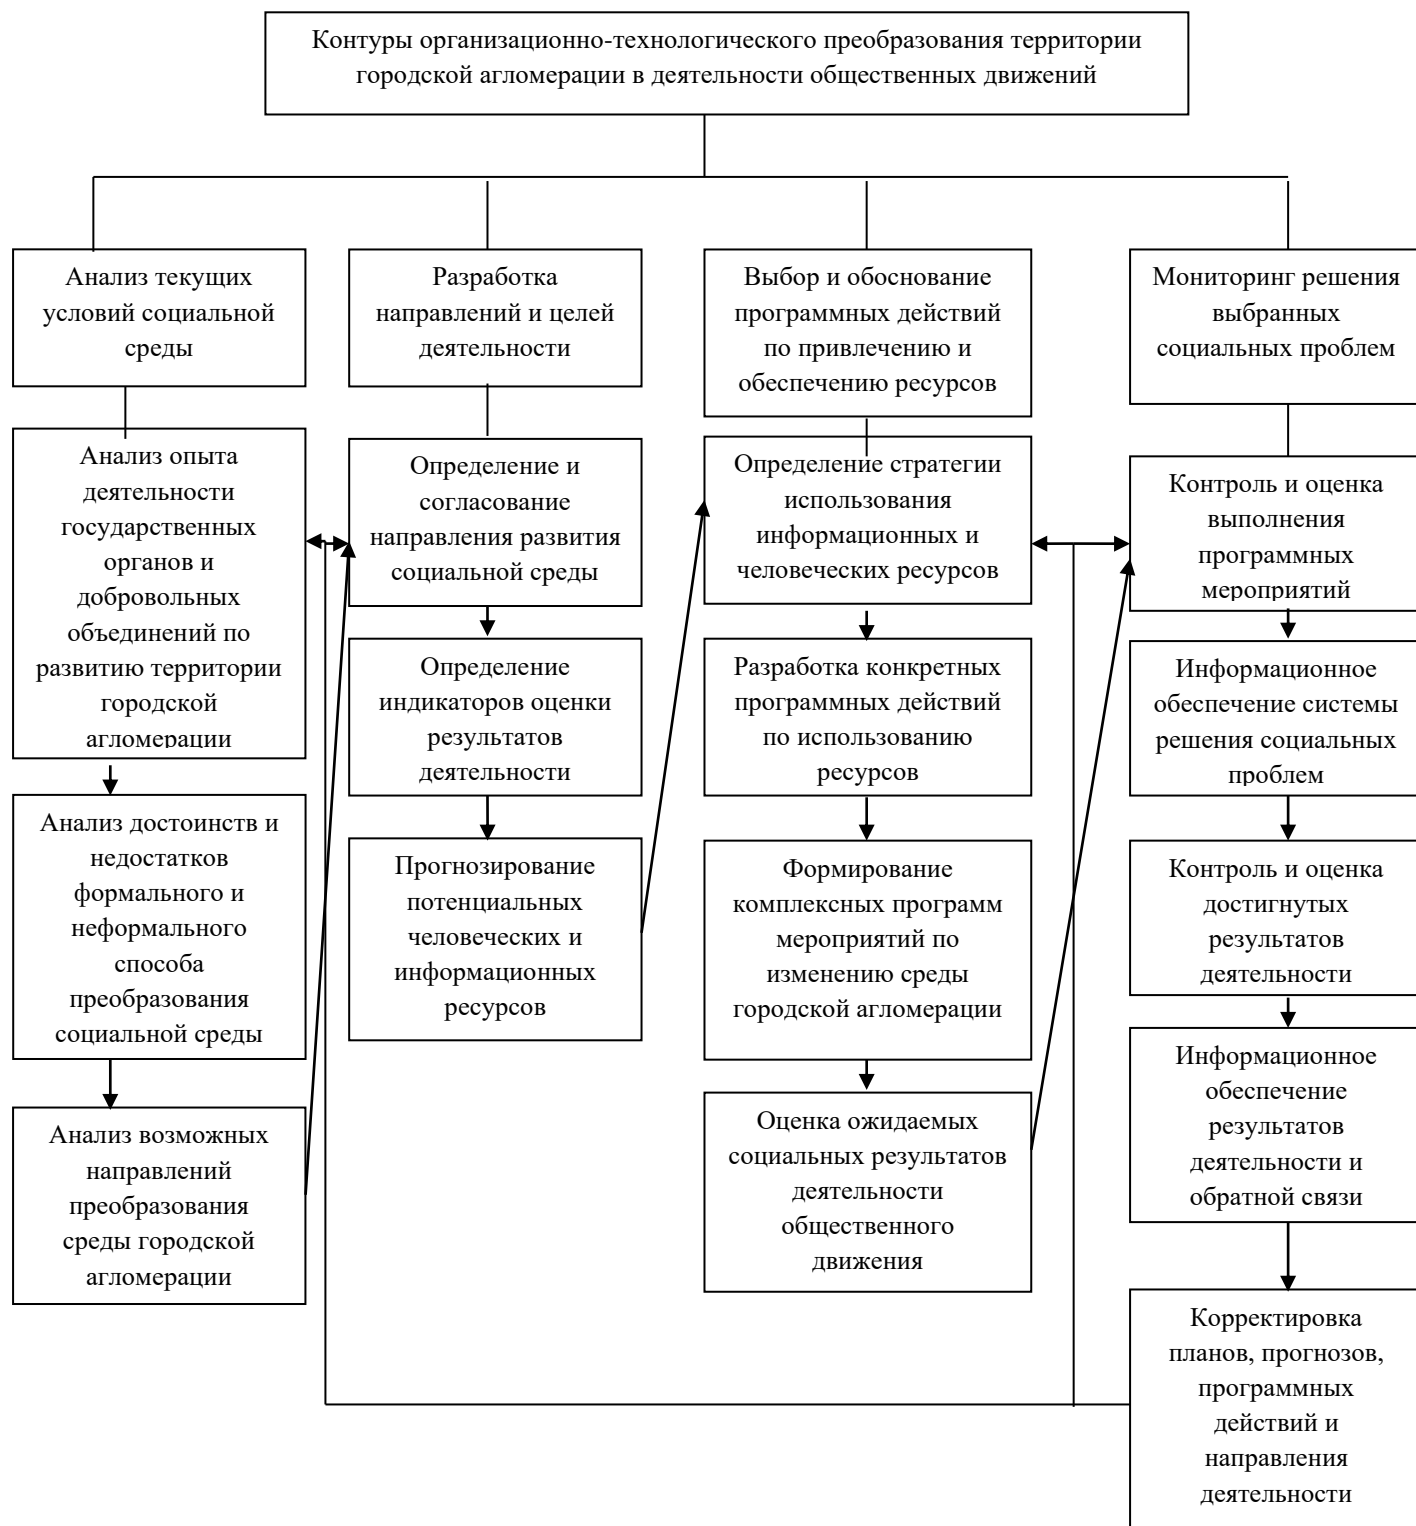 Контуры организационно-технологического преобразования территории
городской агломерации в деятельности общественных движений
Анализ текущих
условий социальной
среды
Разработка
направлений и целей
деятельности
Выбор и обоснование
программных действий
по привлечению и
обеспечению ресурсов
Мониторинг решения
выбранных
социальных проблем
Анализ опыта
деятельности
государственных
органов и
добровольных
объединений по
развитию территории
городской
агломерации
Анализ достоинств и
недостатков
формального и
неформального
способа
преобразования
социальной среды
Анализ возможных
направлений
преобразования
среды городской
агломерации
Определение и
согласование
направления развития
социальной среды
Определение
индикаторов оценки
результатов
деятельности
Прогнозирование
потенциальных
человеческих и
информационных
ресурсов
Определение стратегии
использования
информационных и
человеческих ресурсов
Разработка конкретных
программных действий
по использованию
ресурсов
Формирование
комплексных программ
мероприятий по
изменению среды
городской агломерации
Оценка ожидаемых
социальных результатов
деятельности
общественного
движения
Контроль и оценка
выполнения
программных
мероприятий
Информационное
обеспечение системы
решения социальных
проблем
Контроль и оценка
достигнутых
результатов
деятельности
Информационное
обеспечение
результатов
деятельности и
обратной связи
Корректировка
планов, прогнозов,
программных
действий и
направления
деятельности